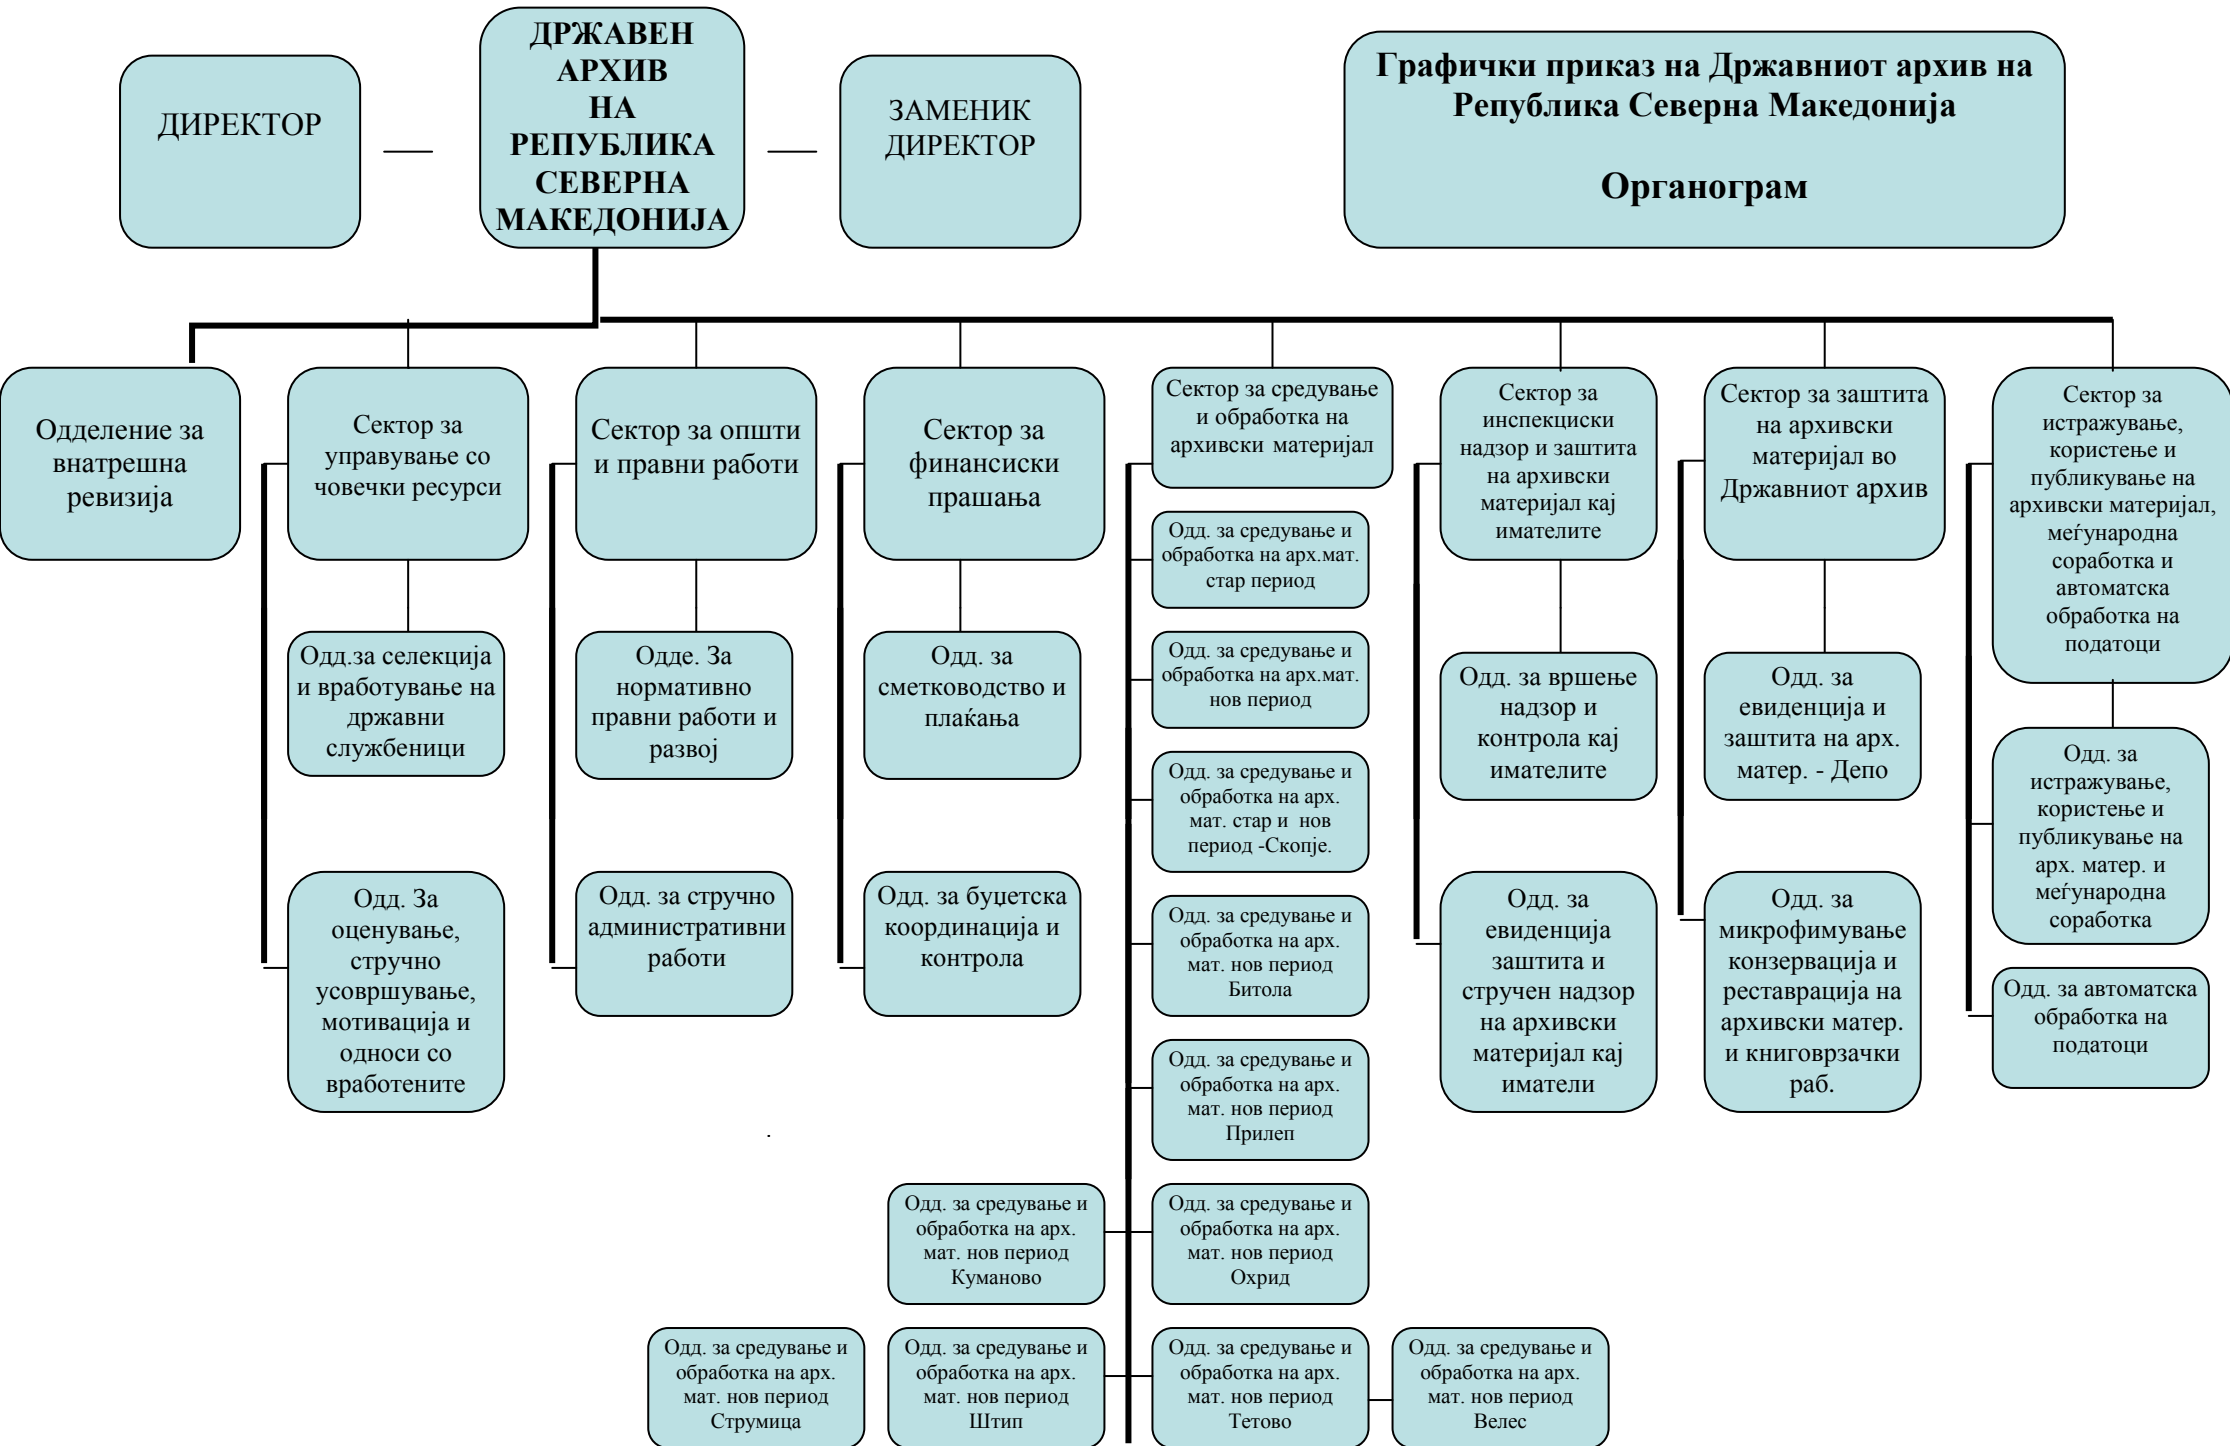 ДИРЕКТОР
ДРЖАВЕН
АРХИВ
НА
РЕПУБЛИКА
СЕВЕРНА
МАКЕДОНИЈА
ЗАМЕНИК
ДИРЕКТОР
Графички приказ на Државниот архив на
Република Северна Македонија
Органограм
Одделение за
внатрешна
ревизија
Сектор за
управување со
човечки ресурси
Сектор за општи
и правни работи
Сектор за
финансиски
прашања
Сектор за средување
и обработка на
архивски материјал
Сектор за
инспекциски
надзор и заштита
на архивски
материјал кај
имателите
Сектор за заштита
на архивски
материјал во
Државниот архив
Сектор за
истражување,
користење и
публикување на
архивски материјал,
меѓународна
соработка и
автоматска
обработка на
податоци
Одд.за селекција
и вработување на
државни
службеници
Одде. За
нормативно
правни работи и
развој
Одд. за
сметководство и
плаќања
Одд. за средување и
обработка на арх.мат.
стар период
Одд. за средување и
обработка на арх.мат.
нов период
Одд. за средување и
обработка на арх.
мат. стар и  нов
период -Скопје.
Одд. за вршење
надзор и
контрола кај
имателите
Одд. за
евиденција и
заштита на арх.
матер. - Депо
Одд. за
истражување,
користење и
публикување на
арх. матер. и
меѓународна
соработка
Одд. За
оценување,
стручно
усовршување,
мотивација и
односи со
вработените
Одд. за стручно
административни
работи
Одд. за буџетска
координација и
контрола
Одд. за средување и
обработка на арх.
мат. нов период
Битола
Одд. за средување и
обработка на арх.
мат. нов период
Прилеп
Одд. за
евиденција
заштита и
стручен надзор
на архивски
материјал кај
иматели
Одд. за
микрофимување
конзервација и
реставрација на
архивски матер.
и книговрзачки
раб.
Одд. за автоматска
обработка на
податоци
.
Одд. за средување и
обработка на арх.
мат. нов период
Куманово
Одд. за средување и
обработка на арх.
мат. нов период
Охрид
Одд. за средување и
обработка на арх.
мат. нов период
Струмица
Одд. за средување и
обработка на арх.
мат. нов период
Штип
Одд. за средување и
обработка на арх.
мат. нов период
Тетово
Одд. за средување и
обработка на арх.
мат. нов период
Велес